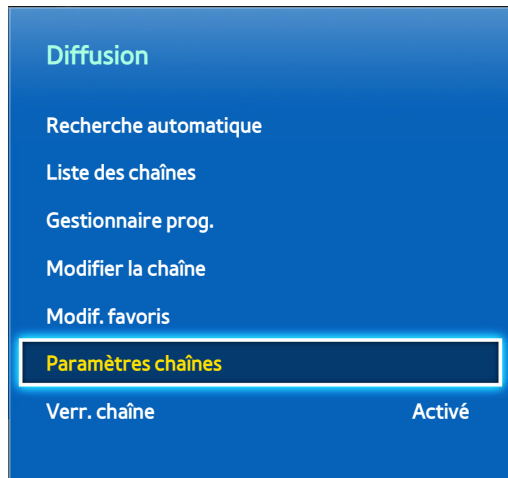 Diffusion
Recherche automatique
Liste des chaînes
Gestionnaire prog.
Modifier la chaîne
Modif. favoris
Paramètres chaînes
Verr. chaîne Activé